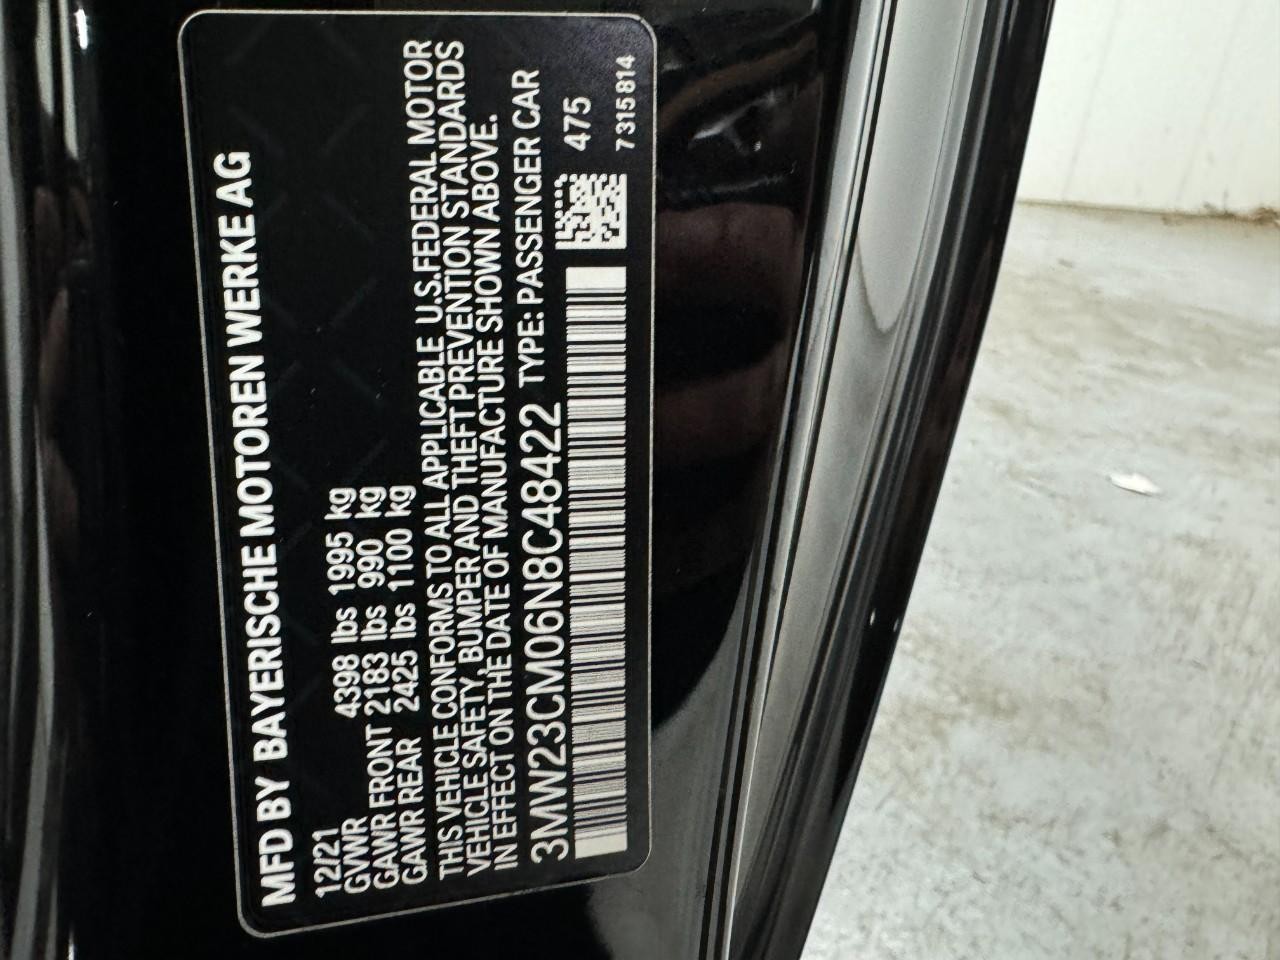 MFD BY BAYERISCHE MOTOREN WERKE AG
12/21
GVWR 4398 lbs 1995 kg
GAWR FRONT 2183 lbs 990 kg
GAWR REAR 2425 lbs 1100 kg
THIS VEHICLE CONFORMS TO ALL APPLICABLE U.S.FEDERAL MOTOR
VEHICLE SAFETY, BUMPER AND THEFT PREVENTION STANDARDS
IN EFFECT ON THE DATE OF MANUFACTURE SHOWN ABOVE.
3MW23CM06N8C48422 TYPE: PASSENGER CAR
475
7 315 814